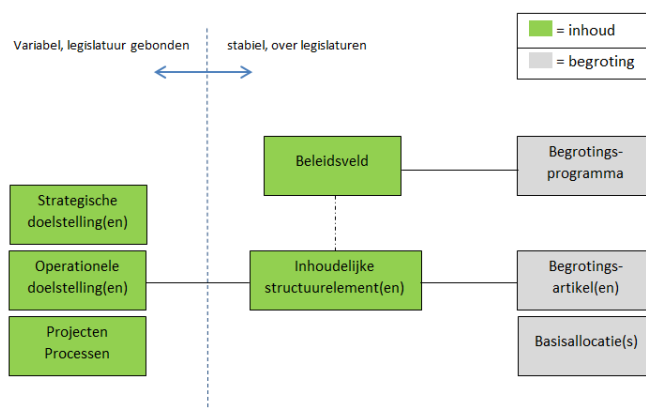 Variabel, legislatuur gebonden
stabiel, over legislaturen
= inhoud
= begroting
Beleidsveld
Begrotings-
programma
Strategische
doelstelling(en)
Operationele
doelstelling(en)
Inhoudelijke
structuurelement(en)
Begrotings-
artikel(en)
Projecten
Processen
Basisallocatie(s)